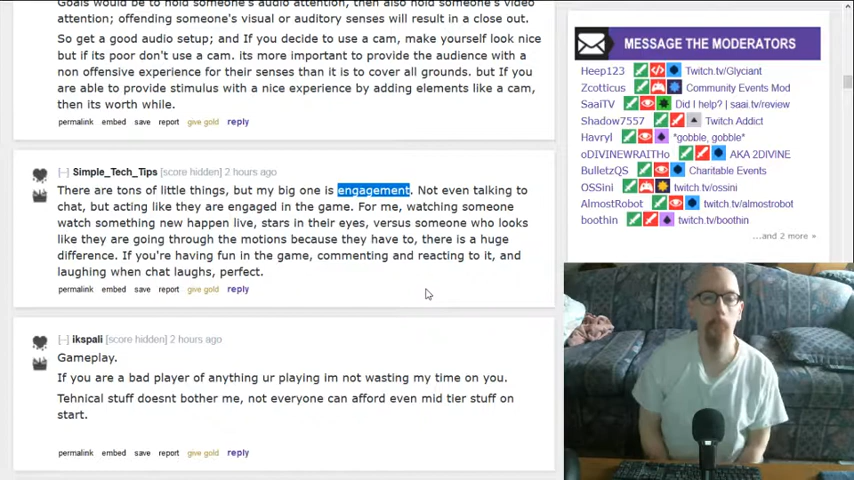 Goals would be to hold someone's audio attention, then also hold someone's video
attention; offending someone's visual or auditory senses will result in a close out.
So get a good audio setup; and If you decide to use a cam, make yourself look nice
but if its poor don't use a cam. its more important to provide the audience with a
non offensive experience for their senses than it is to cover all grounds. but If you
are able to provide stimulus with a nice experience by adding elements like a cam,
then its worth while.
permalink embed save report give gold reply
[–] Simple_Tech_Tips [score hidden] 2 hours ago
There are tons of little things, but my big one is engagement. Not even talking to
chat, but acting like they are engaged in the game. For me, watching someone
watch something new happen live, stars in their eyes, versus someone who looks
like they are going through the motions because they have to, there is a huge
difference. If you're having fun in the game, commenting and reacting to it, and
laughing when chat laughs, perfect.
permalink embed save report give gold reply
[–] ikspali [score hidden] 2 hours ago
Gameplay.
If you are a bad player of anything ur playing im not wasting my time on you.
Tehnical stuff doesnt bother me, not everyone can afford even mid tier stuff on
start.
permalink embed save report give gold reply
MESSAGE THE MODERATORS
Heep123 Twitch.tv/Glyciant
Zcotticus Community Events Mod
SaaiTV Did I help? | saai.tv/review
Shadow7557 Twitch Addict
Havryl *gobble, gobble*
oDIVINEWRAITHo AKA 2DIVINE
BulletzQS Charitable Events
OSSini twitch.tv/ossini
AlmostRobot twitch.tv/almostrobot
boothin twitch.tv/boothin
...and 2 more »